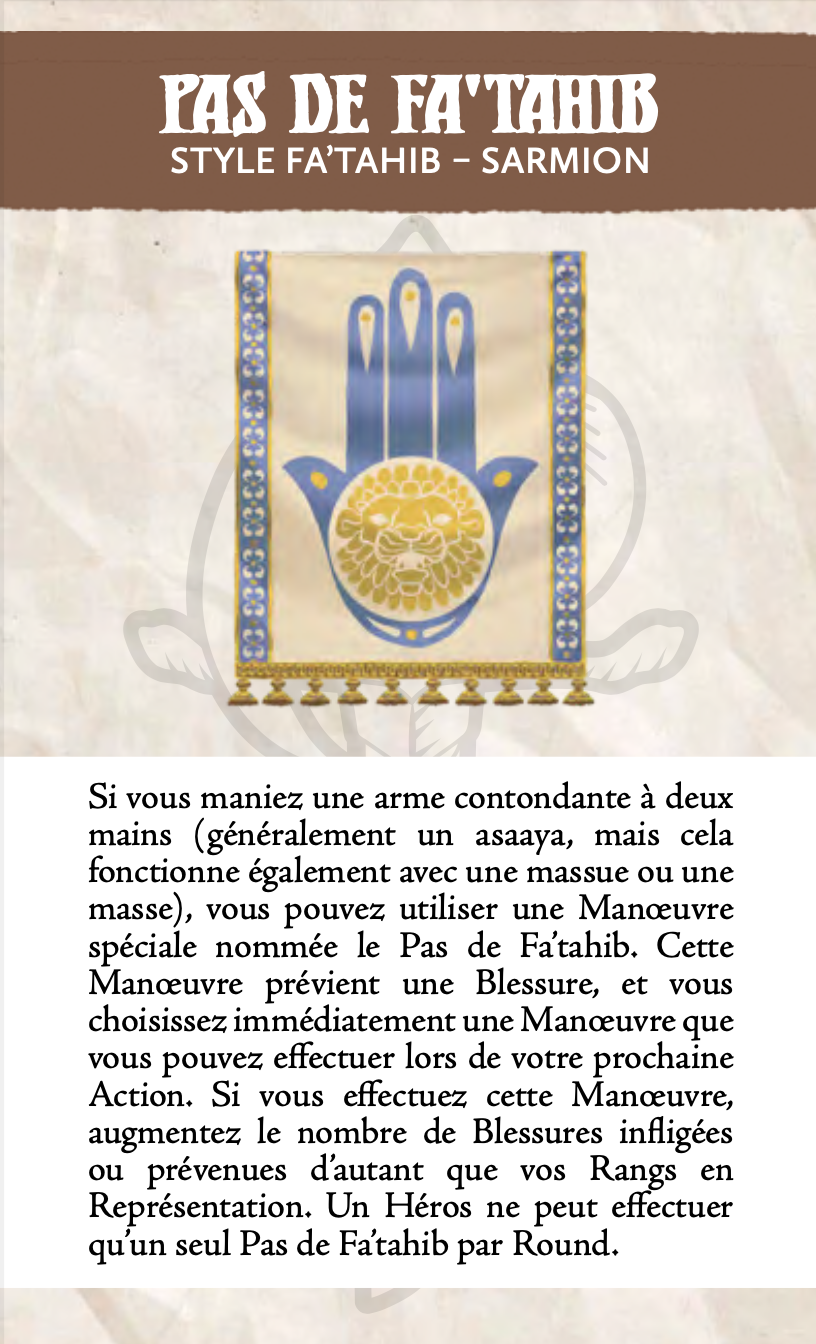 PAS DE FA'TAHIB
STYLE FA’TAHIB – SARMION
Si vous maniez une arme contondante à deux
mains (généralement un asaaya, mais cela
fonctionne également avec une massue ou une
masse), vous pouvez utiliser une Manœuvre
spéciale nommée le Pas de Fa’tahib. Cette
Manœuvre prévient une Blessure, et vous
choisissez immédiatement une Manœuvre que
vous pouvez effectuer lors de votre prochaine
Action. Si vous effectuez cette Manœuvre,
augmentez le nombre de Blessures infligées
ou prévenues d’autant que vos Rangs en
Représentation. Un Héros ne peut effectuer
qu’un seul Pas de Fa’tahib par Round.